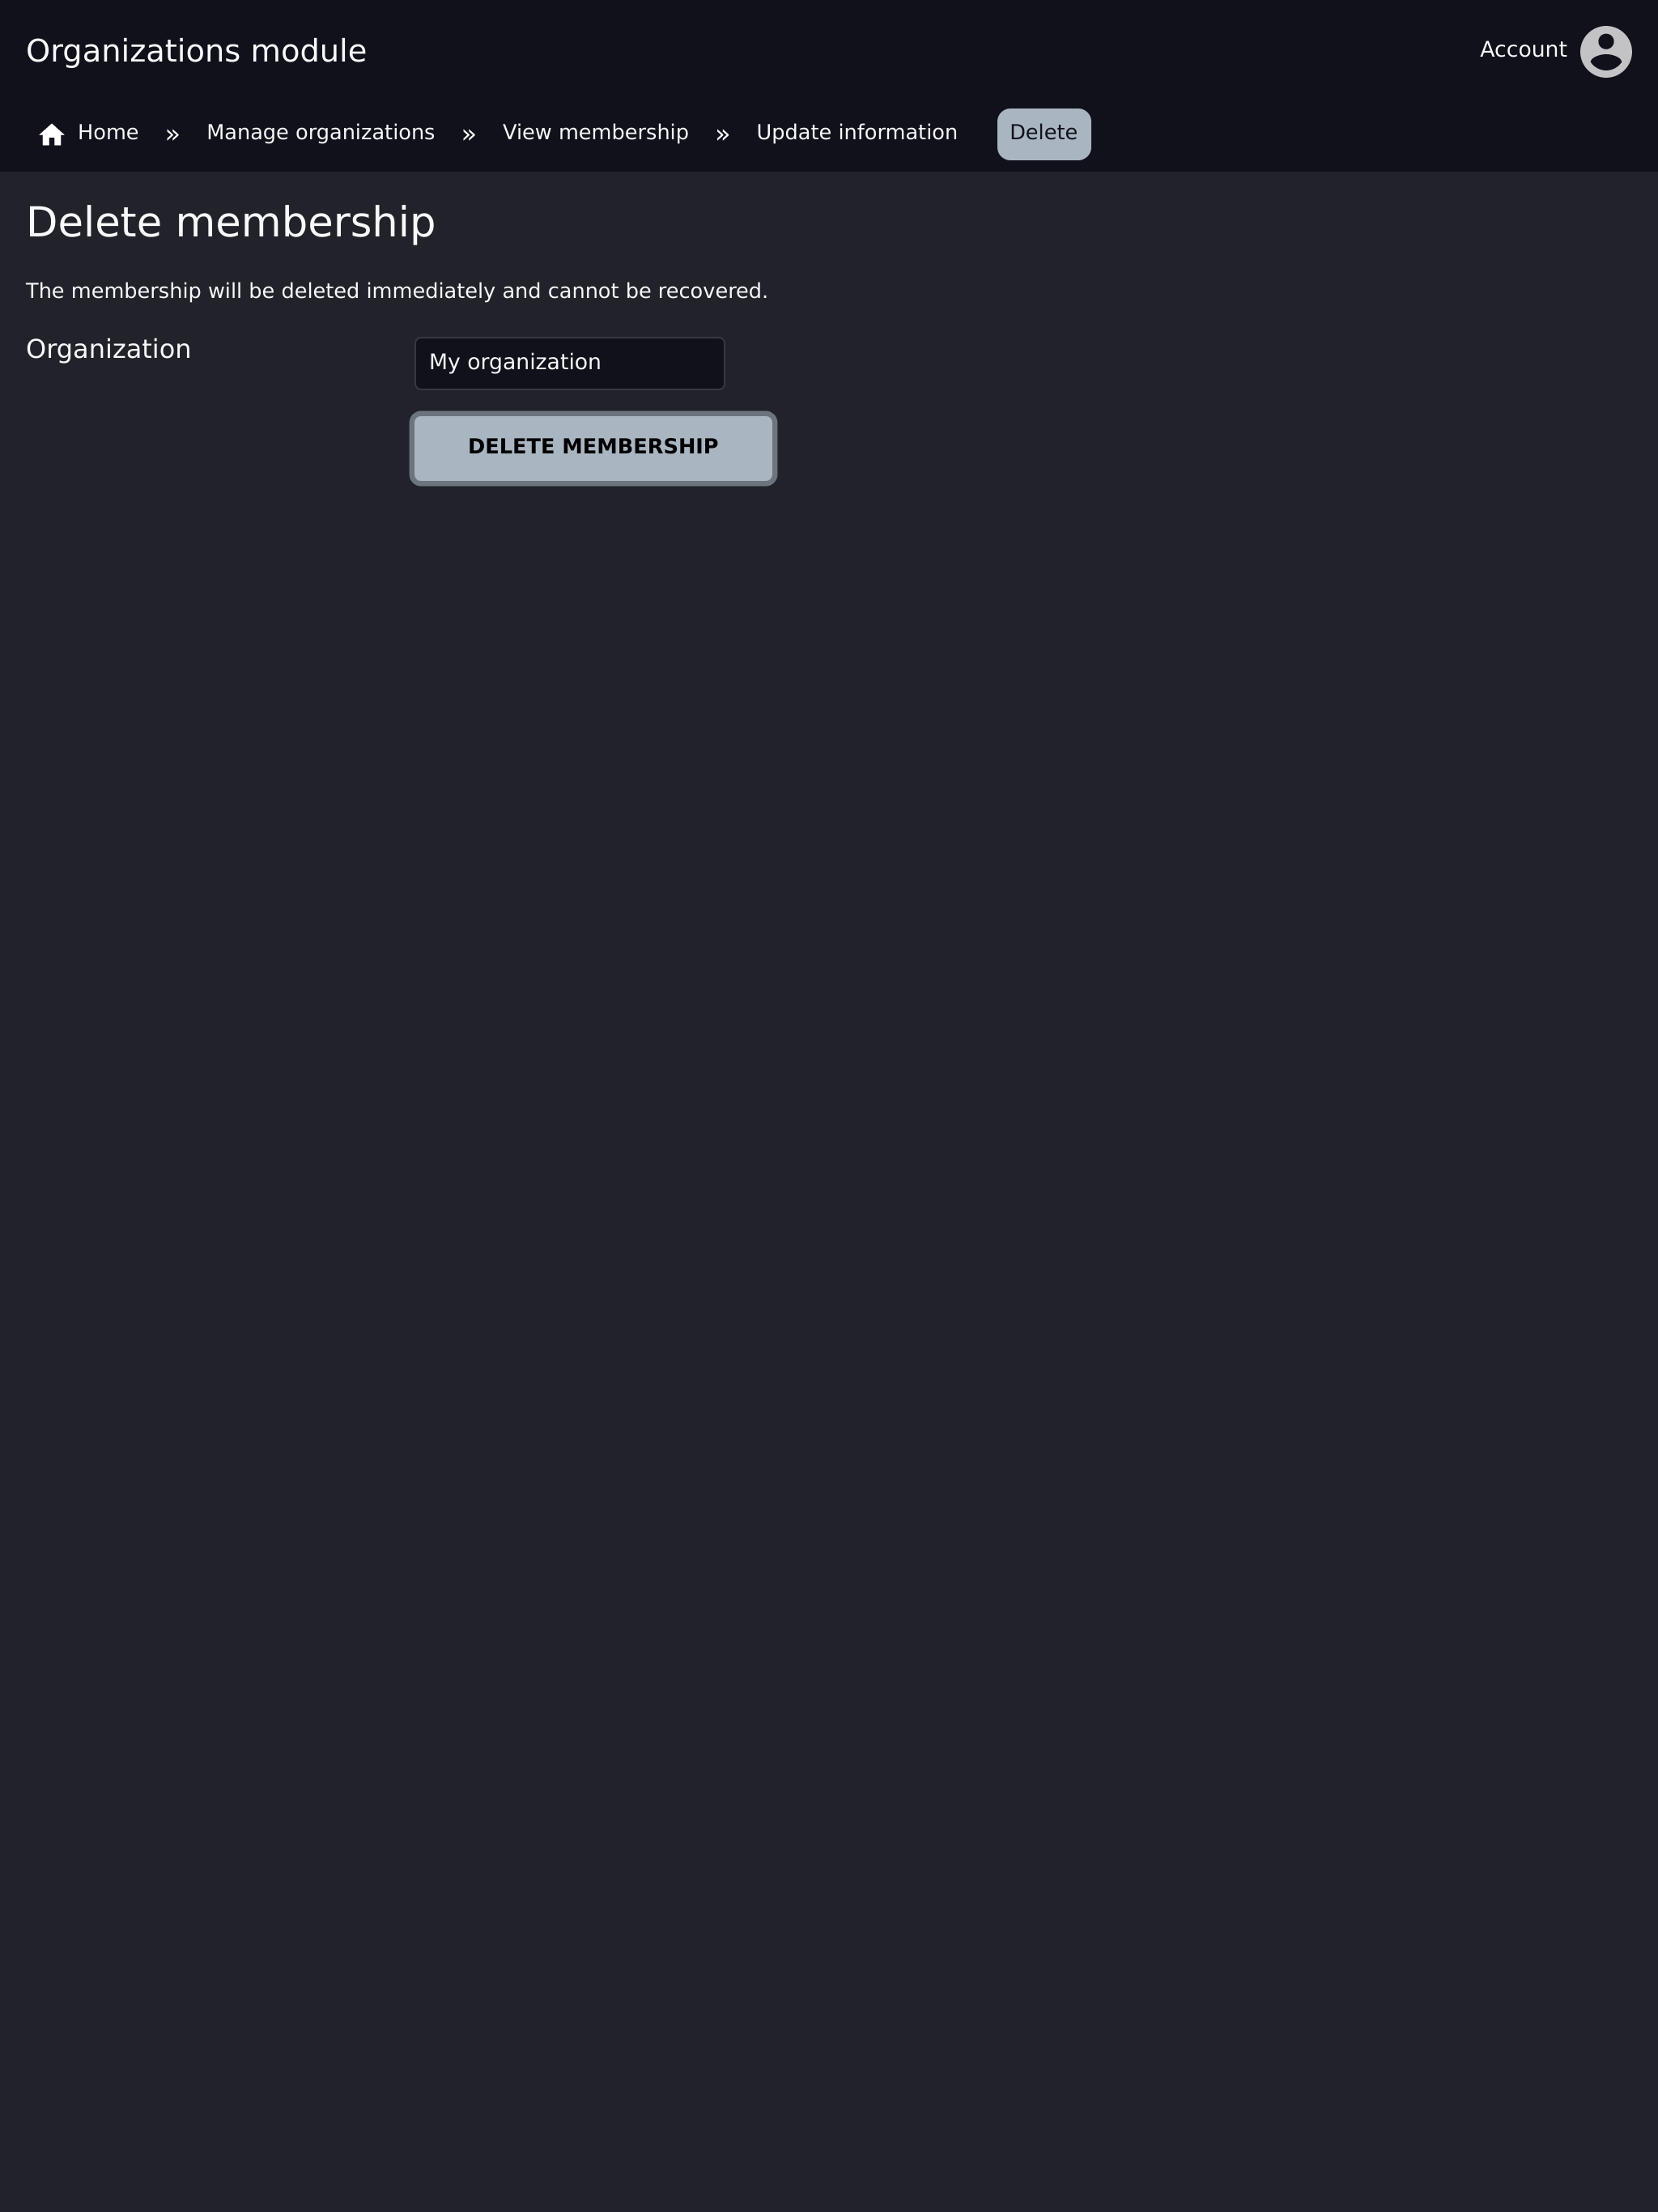 Organizations module
Account
Home » Manage organizations » View membership » Update information Delete
Delete membership
The membership will be deleted immediately and cannot be recovered.
Organization
My organization
DELETE MEMBERSHIP